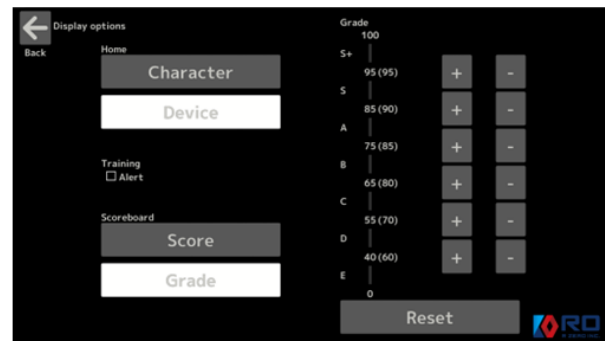 Display options
Back
Home
Character
Device
Training
Alert
Scoreboard
Score
Grade
Grade
100
S+
95 (95)
+ -
S
85 (90)
+ -
A
75 (85)
+ -
B
65 (80)
+ -
C
55 (70)
+ -
D
40 (60)
+ -
E
0
Reset
RD